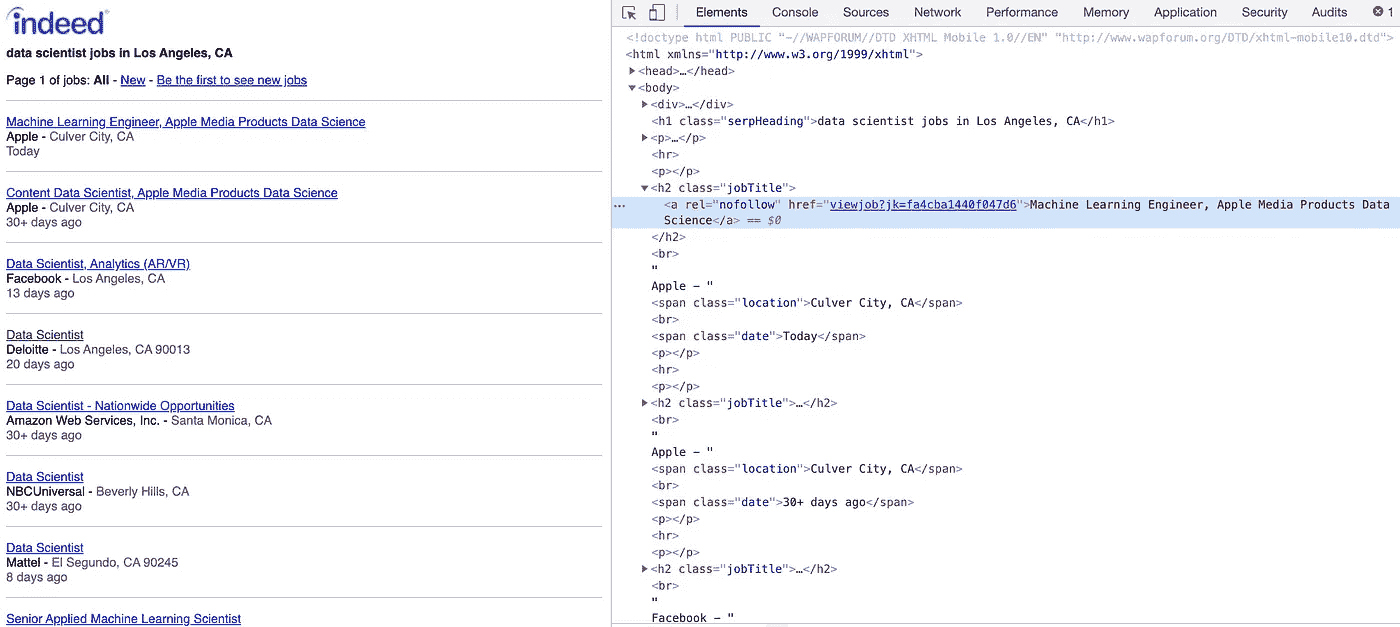 indeed
data scientist jobs in Los Angeles, CA
Page 1 of jobs: All - New - Be the first to see new jobs
Machine Learning Engineer, Apple Media Products Data Science
Apple - Culver City, CA
Today
Content Data Scientist, Apple Media Products Data Science
Apple - Culver City, CA
30+ days ago
Data Scientist, Analytics (AR/VR)
Facebook - Los Angeles, CA
13 days ago
Data Scientist
Deloitte - Los Angeles, CA 90013
20 days ago
Data Scientist - Nationwide Opportunities
Amazon Web Services, Inc. - Santa Monica, CA
30+ days ago
Data Scientist
NBCUniversal - Beverly Hills, CA
30+ days ago
Data Scientist
Mattel - El Segundo, CA 90245
8 days ago
Senior Applied Machine Learning Scientist
Elements Console Sources Network Performance Memory Application Security Audits 1
<!doctype html PUBLIC "-//WAPFORUM//DTD XHTML Mobile 1.0//EN" "http://www.wapforum.org/DTD/xhtml-mobile10.dtd">
<html xmlns="http://www.w3.org/1999/xhtml">
<head>…</head>
<body>
<div>…</div>
<h1 class="serpHeading">data scientist jobs in Los Angeles, CA</h1>
<p>…</p>
<hr>
<p></p>
<h2 class="jobTitle">
<a rel="nofollow" href="viewjob?jk=fa4cba1440f047d6">Machine Learning Engineer, Apple Media Products Data
Science</a> == $0
</h2>
<br>
"
Apple - "
<span class="location">Culver City, CA</span>
<br>
<span class="date">Today</span>
<p></p>
<hr>
<p></p>
<h2 class="jobTitle">…</h2>
<br>
"
Apple - "
<span class="location">Culver City, CA</span>
<br>
<span class="date">30+ days ago</span>
<p></p>
<hr>
<p></p>
<h2 class="jobTitle">…</h2>
<br>
"
Facebook - "